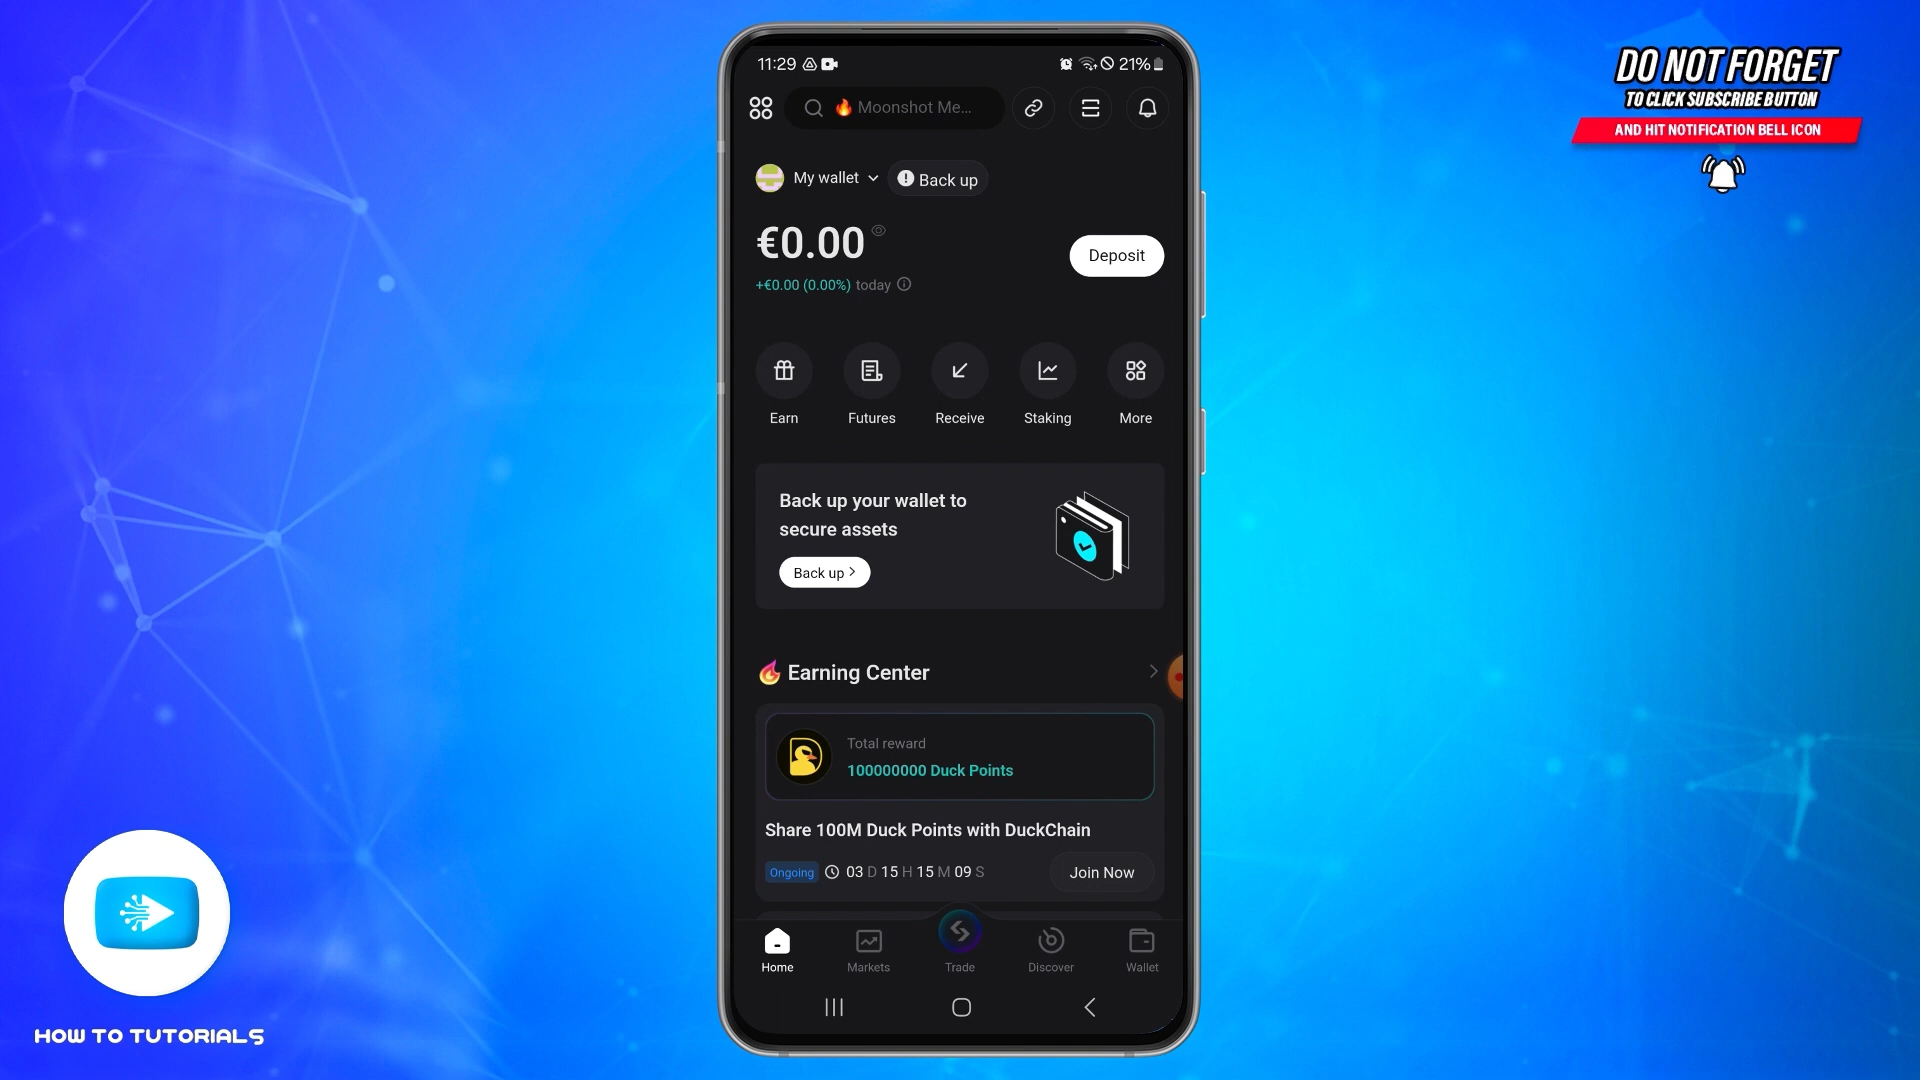 11:29
21%
DO NOT FORGET
TO CLICK SUBSCRIBE BUTTON
AND HIT NOTIFICATION BELL ICON
🔥 Moonshot Me...
My wallet
Back up
€0.00
Deposit
+€0.00 (0.00%) today
Earn
Futures
Receive
Staking
More
Back up your wallet to
secure assets
Back up >
Earning Center
Total reward
100000000 Duck Points
Share 100M Duck Points with DuckChain
Ongoing 03 D 15 H 15 M 09 S
Join Now
Home
Markets
Trade
Discover
Wallet
HOW TO TUTORIALS